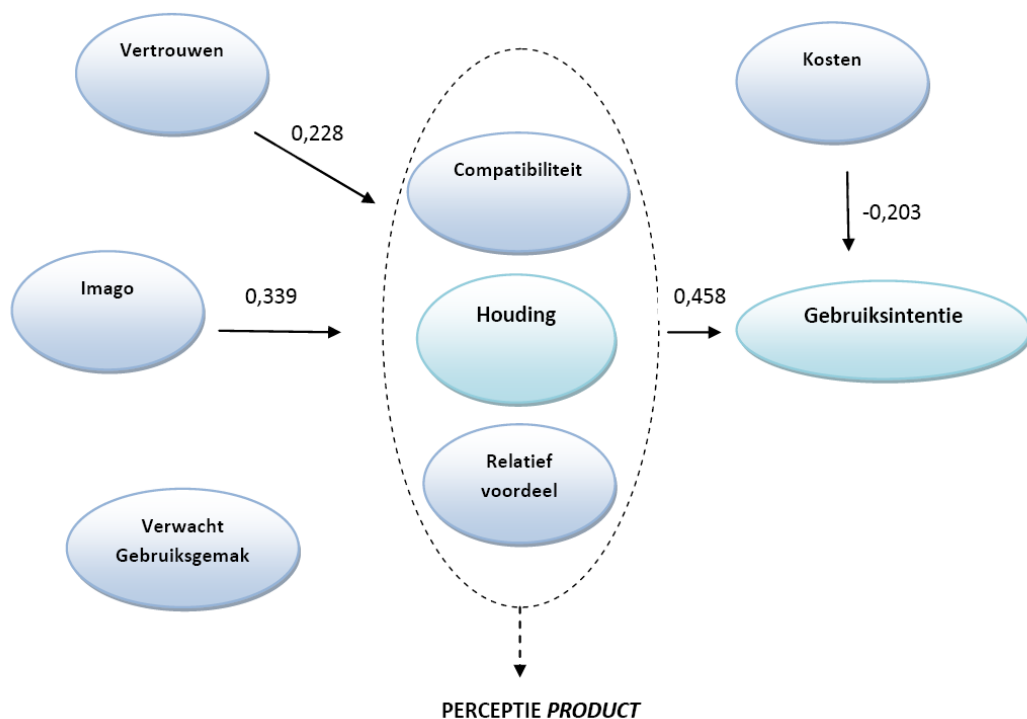 Vertrouwen
Kosten
0,228
Compatibiliteit
-0,203
Imago
0,339
Houding
0,458
Gebruiksintentie
Relatief
voordeel
Verwacht
Gebruiksgemak
PERCEPTIE PRODUCT